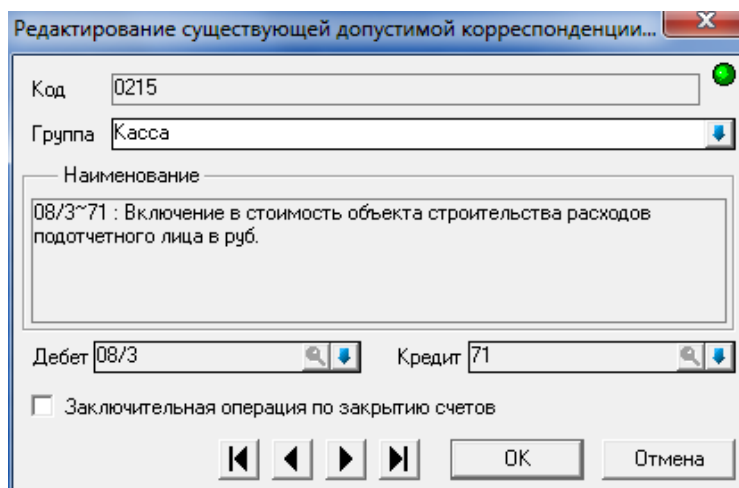 Редактирование существующей допустимой корреспонденции...
Код 0215
Группа Касса
Наименование
08/3~71 : Включение в стоимость объекта строительства расходов
подотчетного лица в руб.
Дебет 08/3 Кредит 71
Заключительная операция по закрытию счетов
ОК Отмена